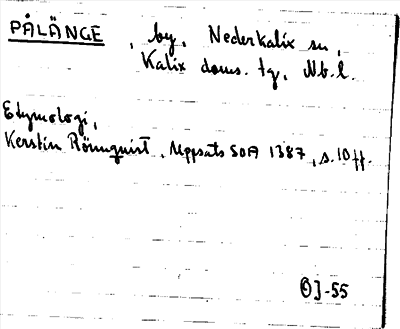 PÅLÄNGE, by, Nederkalix sn,
Kalix doms. tg, Nb. l.
Etymologi,
Kerstin Rönnquist, Uppsats SOA 1387, s. 10 ff.
OJ-55